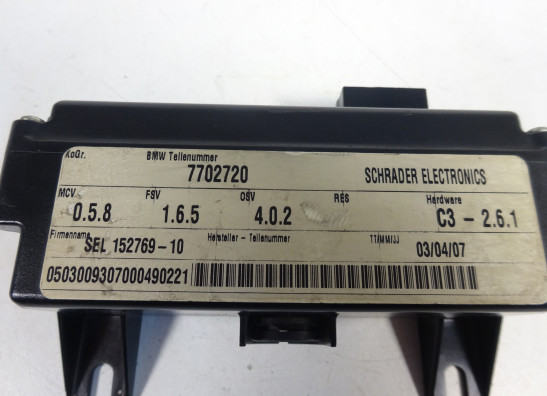 KoGr. BMW Teilenummer
7702720 SCHRADER ELECTRONICS
MCV FSV OSV RES Hardware
0.5.8 1.6.5 4.0.2 C3 - 2.6.1
Firmenname Hersteller - Teilenummer TT/MM/JJ
SEL 152769-10 03/04/07
0503009307000490221